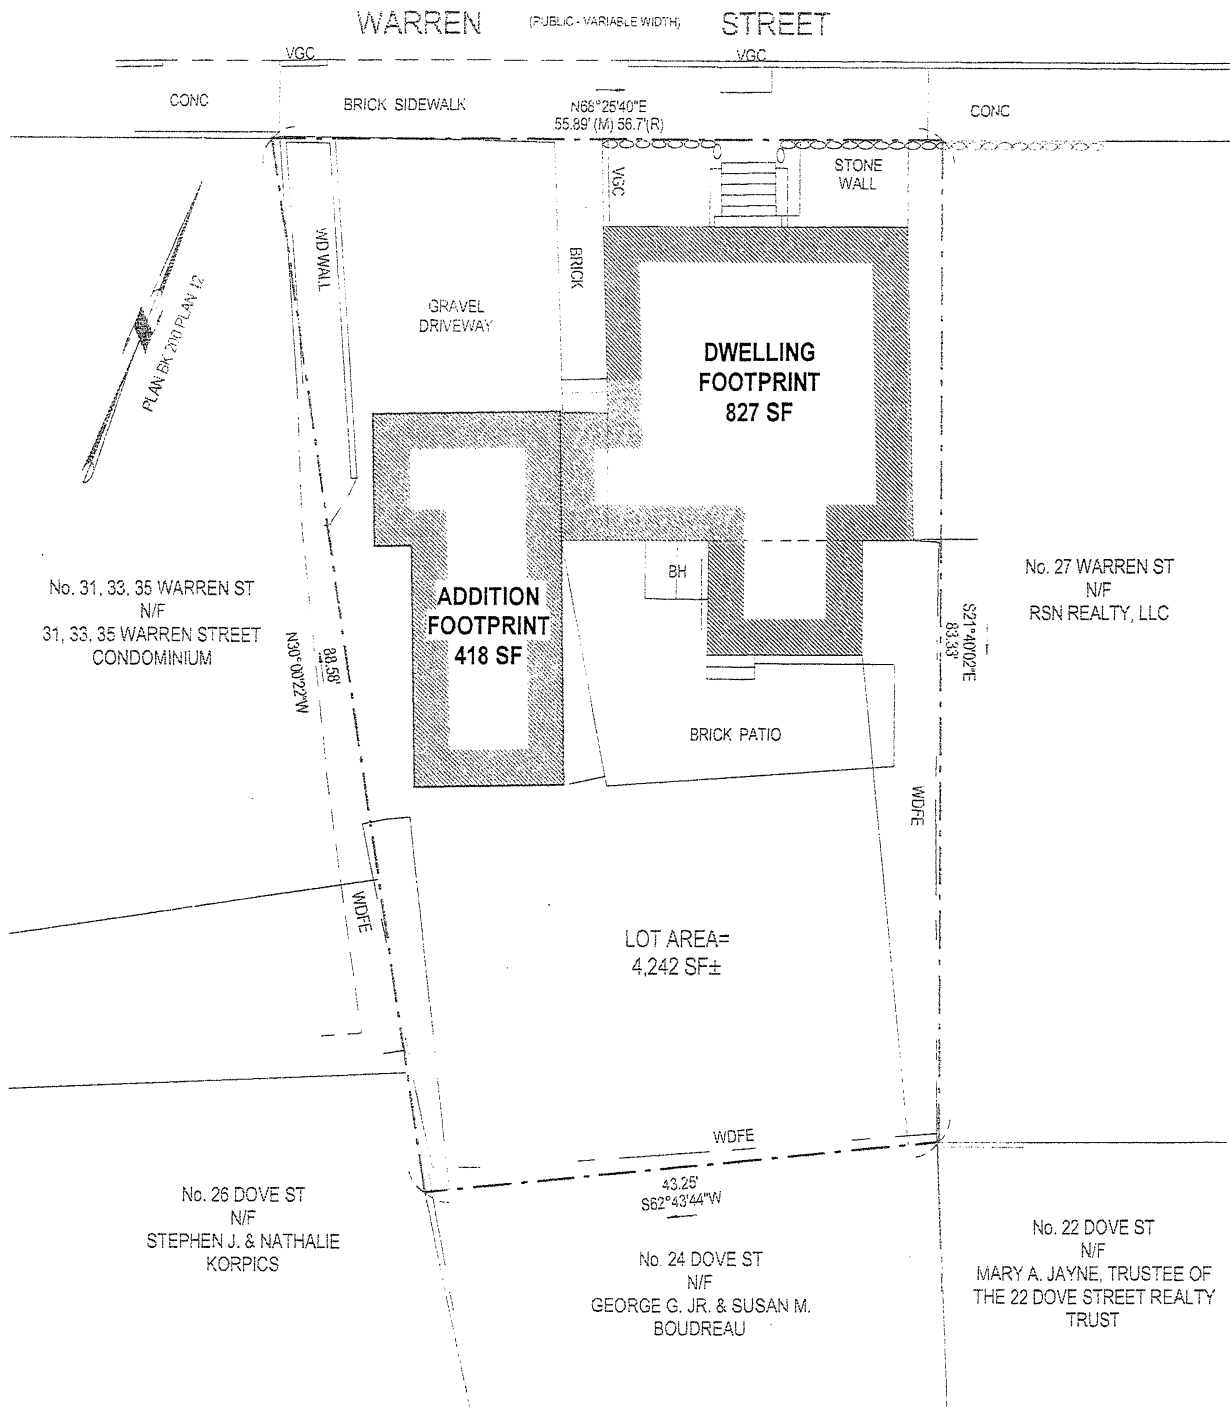 WARREN (PUBLIC - VARIABLE WIDTH) STREET
VGC
VGC
CONC
BRICK SIDEWALK
N68°25'40"E
55.89' (M) 56.7'(R)
CONC
STONE
WALL
VGC
WD WALL
BRICK
PLAN BK 200 PLAN 12
GRAVEL
DRIVEWAY
DWELLING
FOOTPRINT
827 SF
No. 31, 33, 35 WARREN ST
N/F
31, 33, 35 WARREN STREET
CONDOMINIUM
ADDITION
FOOTPRINT
418 SF
BH
No. 27 WARREN ST
N/F
RSN REALTY, LLC
S21°40'02"E
83.33'
88.58'
N30°00'22"W
BRICK PATIO
WDFE
WDFE
LOT AREA=
4,242 SF±
WDFE
43.25'
S62°43'44"W
No. 26 DOVE ST
N/F
STEPHEN J. & NATHALIE
KORPICS
No. 24 DOVE ST
N/F
GEORGE G. JR. & SUSAN M.
BOUDREAU
No. 22 DOVE ST
N/F
MARY A. JAYNE, TRUSTEE OF
THE 22 DOVE STREET REALTY
TRUST